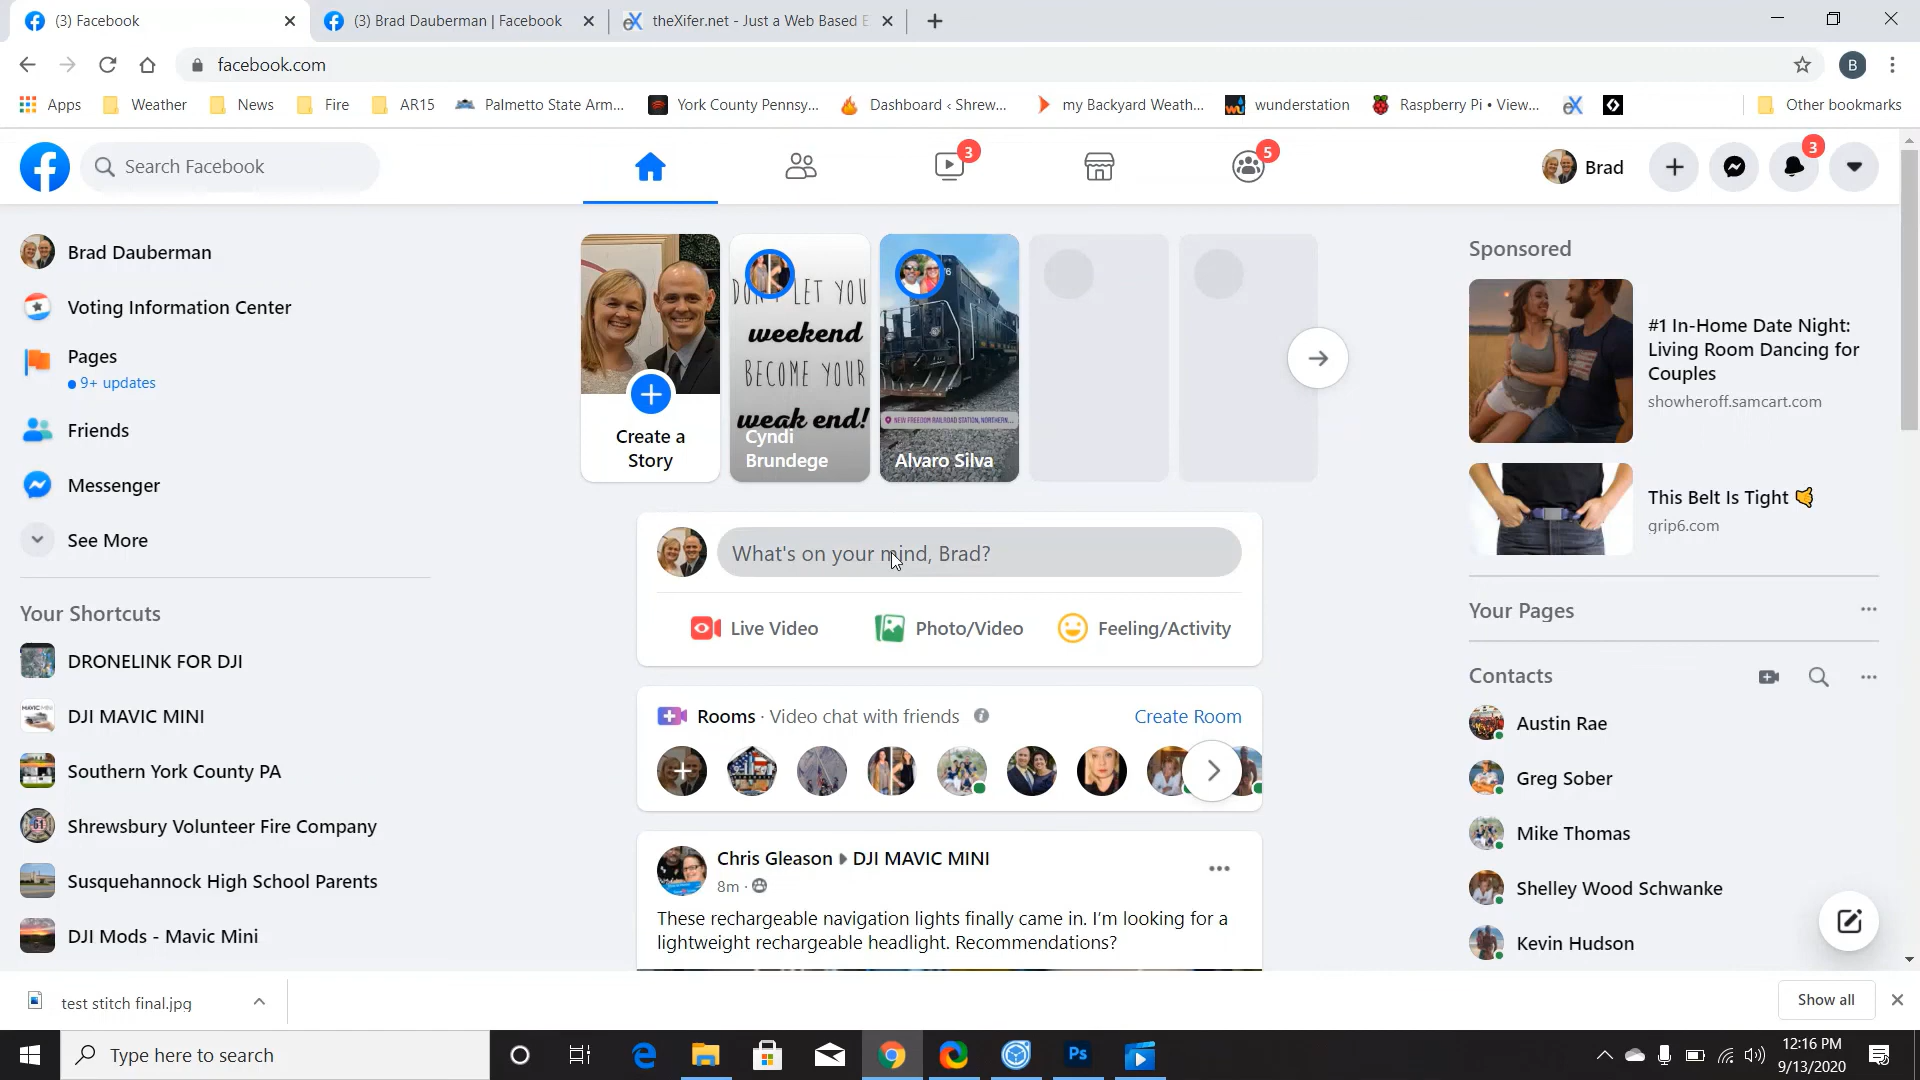 (3) Facebook
(3) Brad Dauberman | Facebook
theXifer.net - Just a Web Based E
facebook.com
B
Apps
Weather
News
Fire
AR15
Palmetto State Arm...
York County Pennsy...
Dashboard ‹ Shrew...
my Backyard Weath...
wunderstation
Raspberry Pi • View...
Other bookmarks
Search Facebook
3
5
Brad
3
Brad Dauberman
Voting Information Center
Pages
9+ updates
Friends
Messenger
See More
Your Shortcuts
DRONELINK FOR DJI
DJI MAVIC MINI
Southern York County PA
Shrewsbury Volunteer Fire Company
Susquehannock High School Parents
DJI Mods - Mavic Mini
Create a
Story
LET YOU
weekend
BECOME YOUR
weak end!
Cyndi
Brundege
NEW FREEDOM RAILROAD STATION, NORTHERN...
Alvaro Silva
What's on your mind, Brad?
Live Video
Photo/Video
Feeling/Activity
Rooms · Video chat with friends
Create Room
Chris Gleason ▸ DJI MAVIC MINI
8m ·
These rechargeable navigation lights finally came in. I'm looking for a
lightweight rechargeable headlight. Recommendations?
Sponsored
#1 In-Home Date Night:
Living Room Dancing for
Couples
showheroff.samcart.com
This Belt Is Tight 🤙
grip6.com
Your Pages
Contacts
Austin Rae
Greg Sober
Mike Thomas
Shelley Wood Schwanke
Kevin Hudson
test stitch final.jpg
Show all
Type here to search
Ps
12:16 PM
9/13/2020